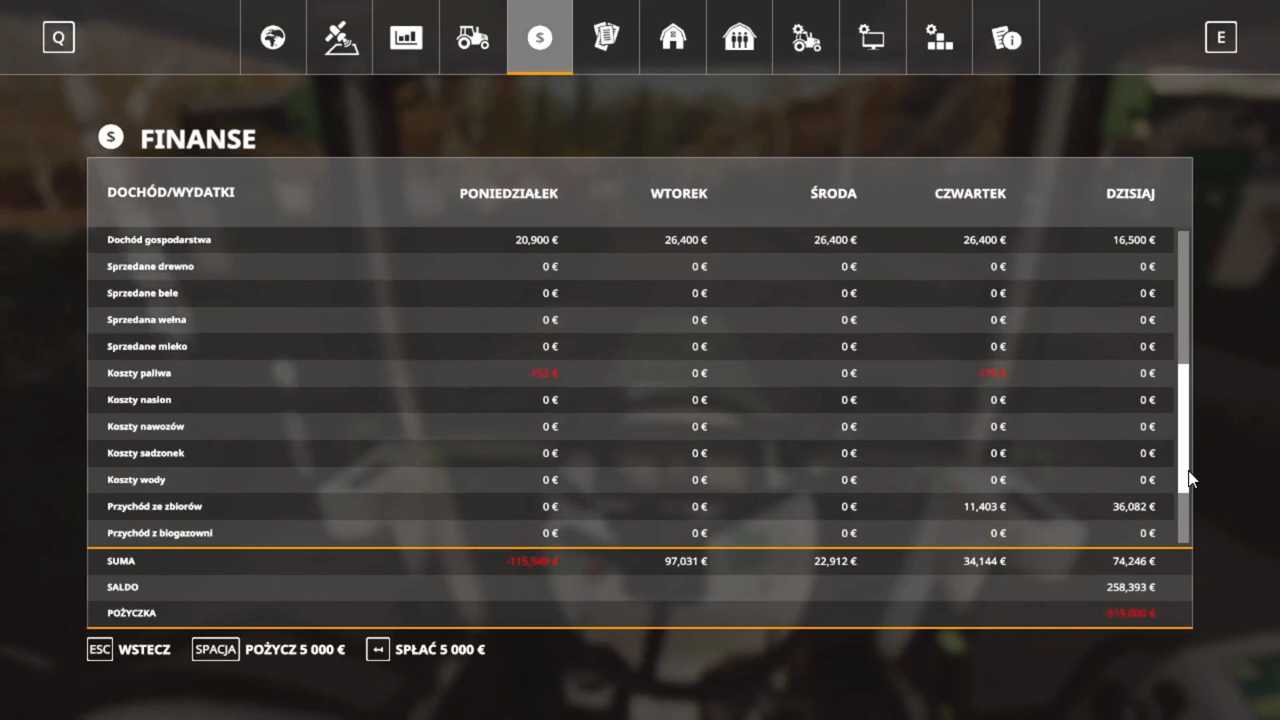 Q
$
E
$ FINANSE
DOCHÓD/WYDATKI PONIEDZIAŁEK WTOREK ŚRODA CZWARTEK DZISIAJ
Dochód gospodarstwa 20,900 € 26,400 € 26,400 € 26,400 € 16,500 €
Sprzedane drewno 0 € 0 € 0 € 0 € 0 €
Sprzedane bele 0 € 0 € 0 € 0 € 0 €
Sprzedana wełna 0 € 0 € 0 € 0 € 0 €
Sprzedane mleko 0 € 0 € 0 € 0 € 0 €
Koszty paliwa -152 € 0 € 0 € 0 €
Koszty nasion 0 € 0 € 0 € 0 € 0 €
Koszty nawozów 0 € 0 € 0 € 0 € 0 €
Koszty sadzonek 0 € 0 € 0 € 0 € 0 €
Koszty wody 0 € 0 € 0 € 0 € 0 €
Przychód ze zbiorów 0 € 0 € 0 € 11,403 € 36,082 €
Przychód z biogazowni 0 € 0 € 0 € 0 € 0 €
SUMA 97,031 € 22,912 € 34,144 € 74,246 €
SALDO 258,393 €
POŻYCZKA -515,000 €
ESC WSTECZ SPACJA POŻYCZ 5 000 € ↔ SPŁAĆ 5 000 €